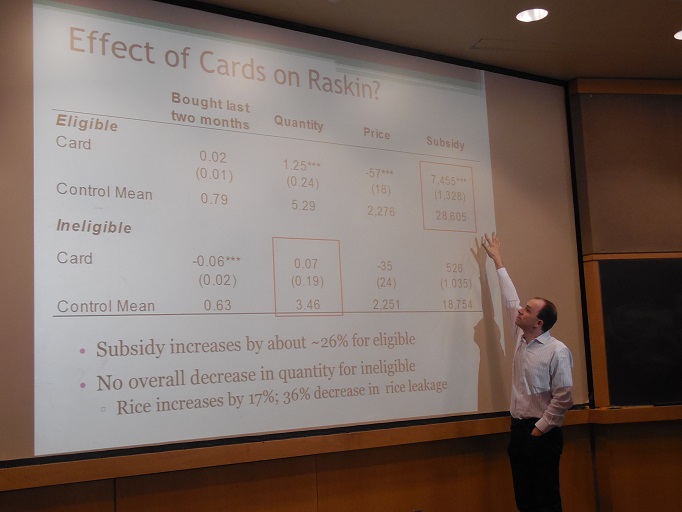 Effect of Cards on Raskin?
Bought last two months Quantity Price Subsidy
Eligible
Card
0.02 1.25*** -57*** 7,455***
(0.01) (0.24) (18) (1,328)
Control Mean 0.79 5.29 2,276 28,605
Ineligible
Card -0.06*** 0.07 -35 526
(0.02) (0.19) (24) (1,035)
Control Mean 0.63 3.46 2,251 18,754
• Subsidy increases by about ~26% for eligible
• No overall decrease in quantity for ineligible
▫ Rice increases by 17%; 36% decrease in rice leakage